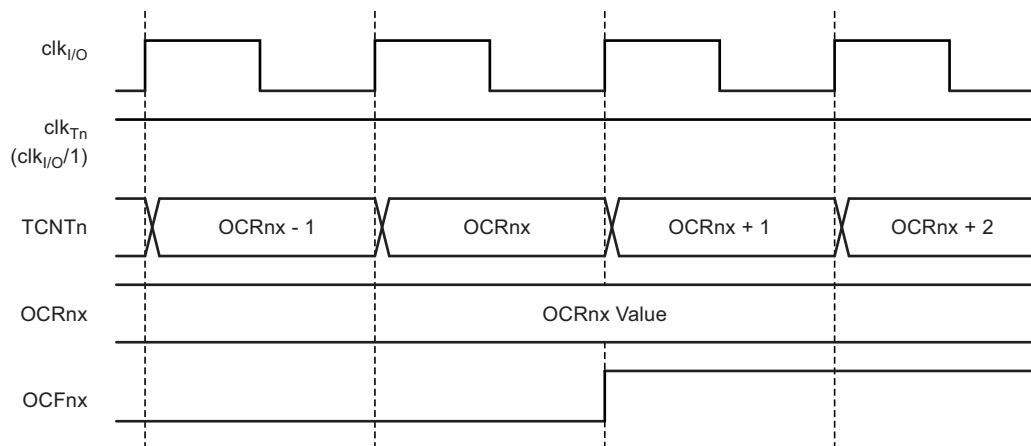 clkI/O
clkTn
(clkI/O/1)
TCNTn OCRnx - 1 OCRnx OCRnx + 1 OCRnx + 2
OCRnx OCRnx Value
OCFnx